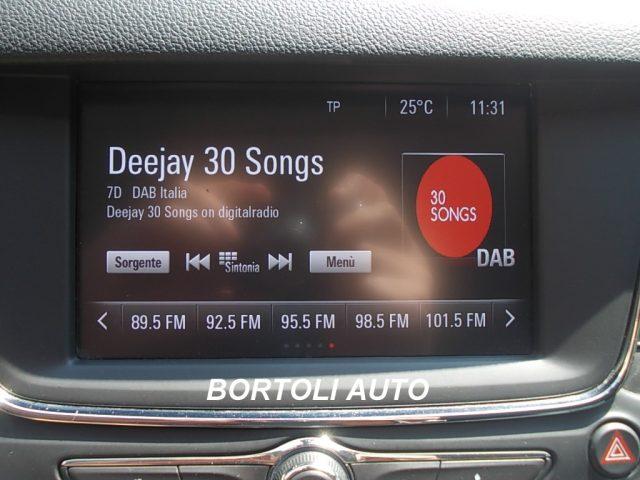 TP 25°C 11:31
Deejay 30 Songs
7D DAB Italia
Deejay 30 Songs on digitalradio
30
SONGS
DAB
Sorgente Sintonia Menù
89.5 FM 92.5 FM 95.5 FM 98.5 FM 101.5 FM
BORTOLI AUTO